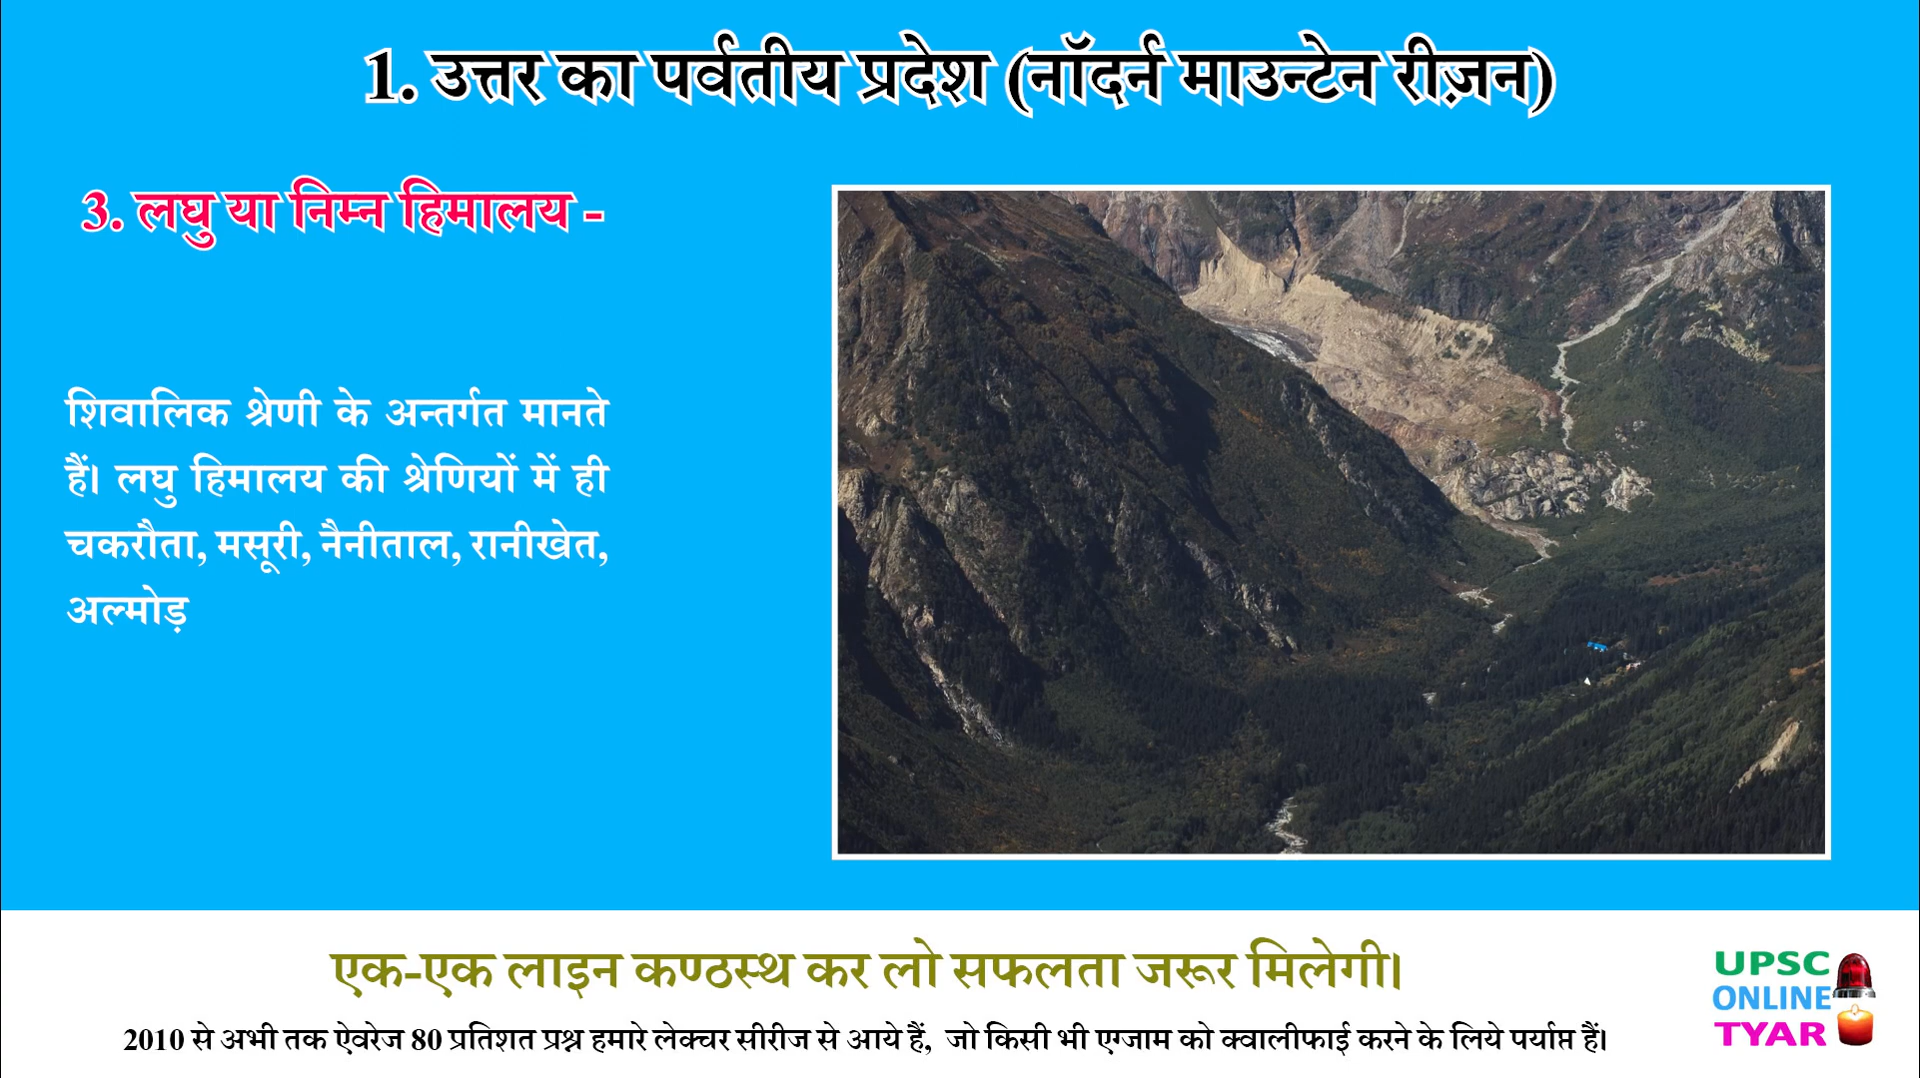 1. उत्तर का पर्वतीय प्रदेश (नॉदर्न माउन्टेन रीज़न)
3. लघु या निम्न हिमालय -
शिवालिक श्रेणी के अन्तर्गत मानते
हैं। लघु हिमालय की श्रेणियों में ही
चकरौता, मसूरी, नैनीताल, रानीखेत,
अल्मोड़
एक-एक लाइन कण्ठस्थ कर लो सफलता जरूर मिलेगी।
2010 से अभी तक ऐवरेज 80 प्रतिशत प्रश्न हमारे लेक्चर सीरीज से आये हैं, जो किसी भी एग्जाम को क्वालीफाई करने के लिये पर्याप्त हैं।
UPSC
ONLINE
TYAR